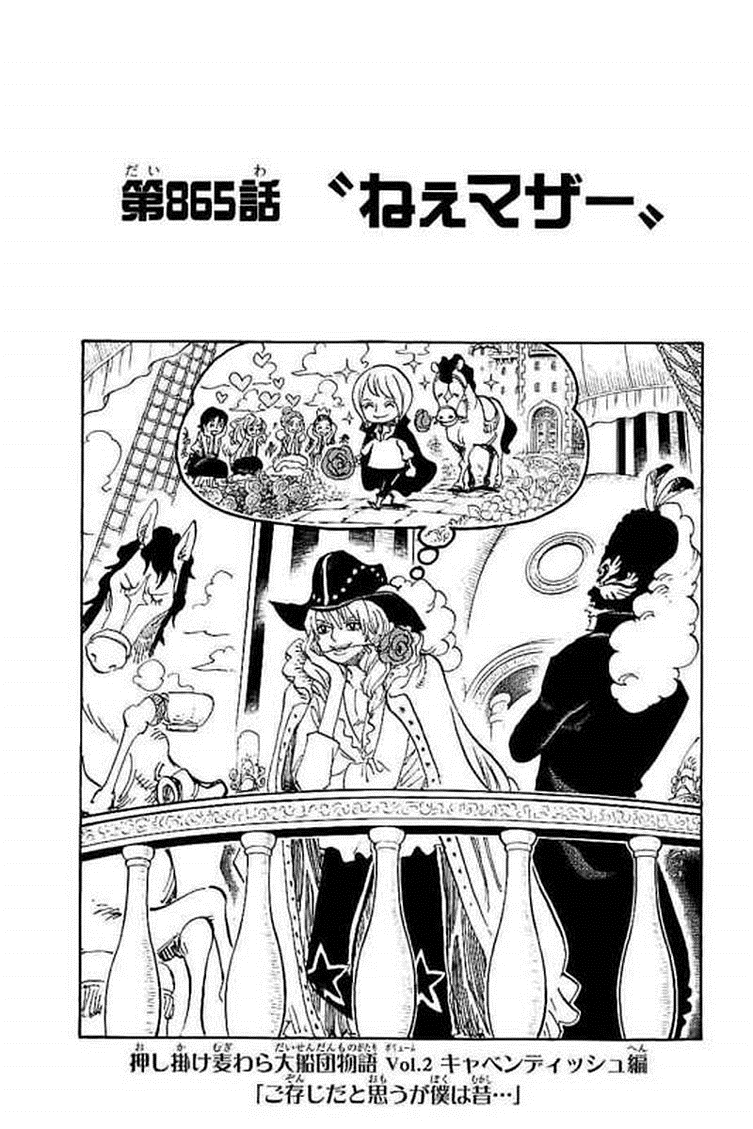 第865話 〝ねぇマザー〟
押し掛け麦わら大船団物語 Vol.2 キャベンディッシュ編
「ご存じだと思うが僕は昔…」